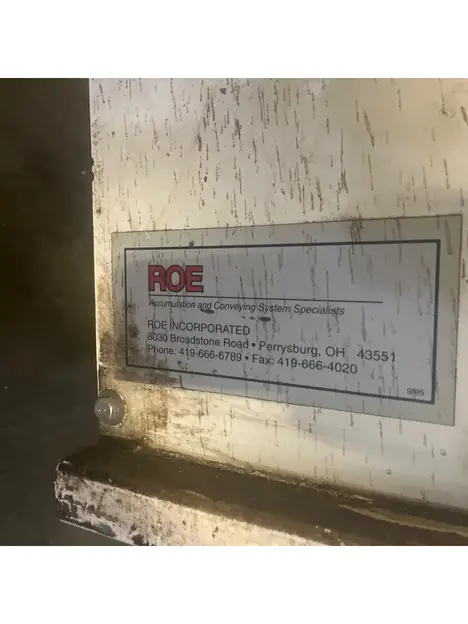 ROE
Accumulation and Conveying System Specialists
ROE INCORPORATED
8030 Broadstone Road • Perrysburg, OH 43551
Phone: 419-666-6789 • Fax: 419-666-4020
9/95